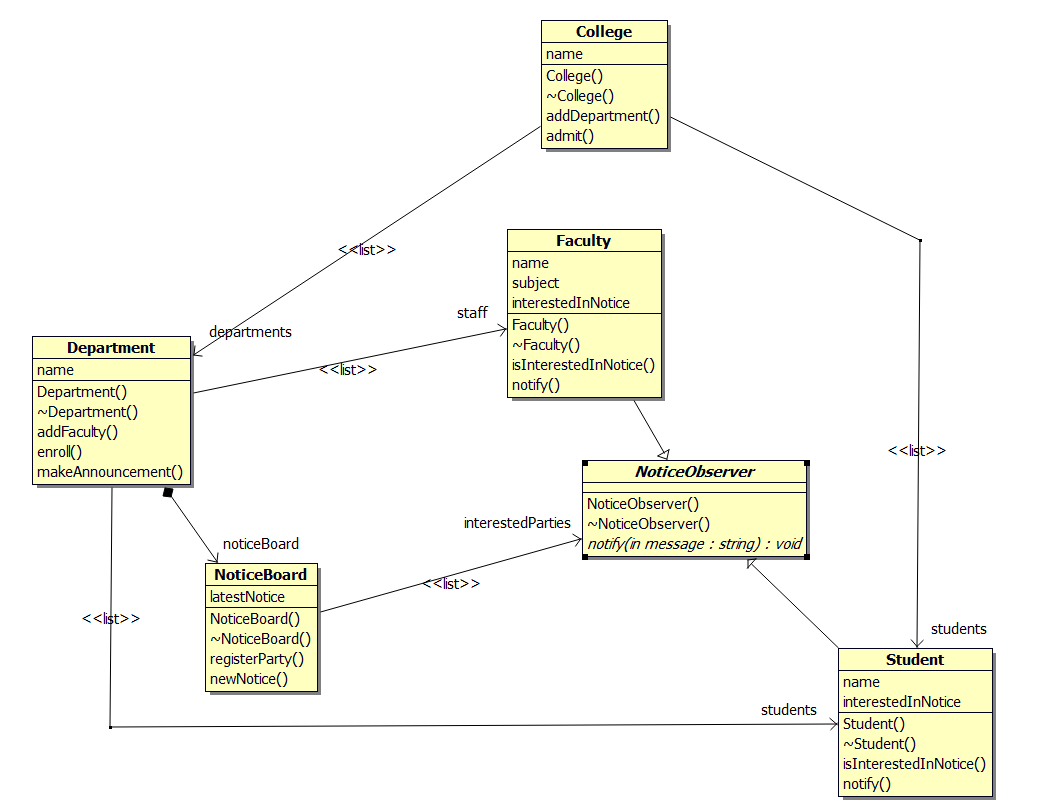 College
name
College()
~College()
addDepartment()
admit()
<<list>>
departments
Faculty
name
subject
interestedInNotice
Faculty()
~Faculty()
isInterestedInNotice()
notify()
staff
<<list>>
Department
name
Department()
~Department()
addFaculty()
enroll()
makeAnnouncement()
<<list>>
NoticeObserver
NoticeObserver()
~NoticeObserver()
notify(in message : string) : void
interestedParties
<<list>>
noticeBoard
NoticeBoard
latestNotice
NoticeBoard()
~NoticeBoard()
registerParty()
newNotice()
<<list>>
students
students
Student
name
interestedInNotice
Student()
~Student()
isInterestedInNotice()
notify()